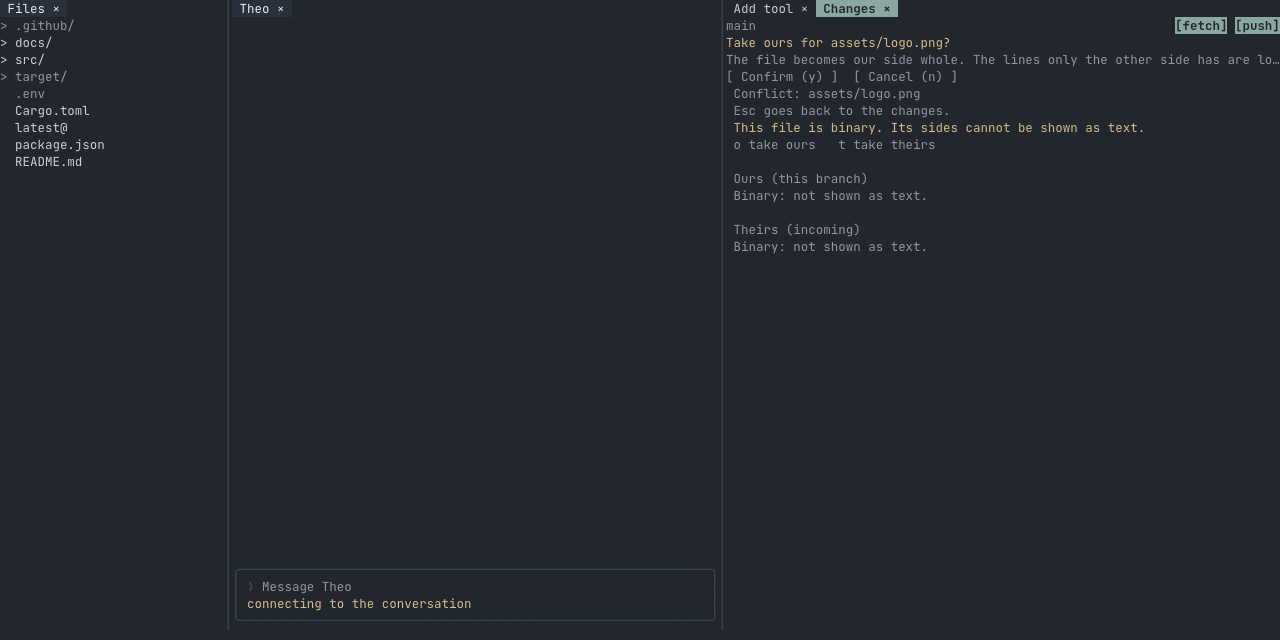 Files ×
> .github/
> docs/
> src/
> target/
.env
Cargo.toml
latest@
package.json
README.md
Theo ×
⟩ Message Theo
connecting to the conversation
Add tool × Changes ×
main [fetch] [push]
Take ours for assets/logo.png?
The file becomes our side whole. The lines only the other side has are lo…
[ Confirm (y) ] [ Cancel (n) ]
Conflict: assets/logo.png
Esc goes back to the changes.
This file is binary. Its sides cannot be shown as text.
o take ours t take theirs
Ours (this branch)
Binary: not shown as text.
Theirs (incoming)
Binary: not shown as text.